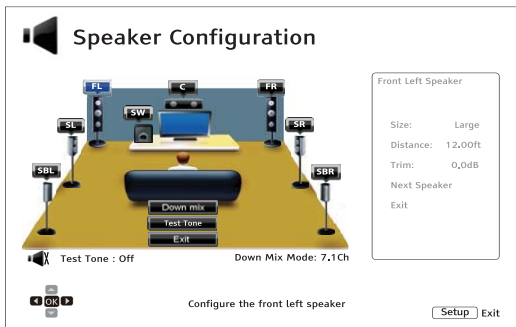 Speaker Configuration
FL
C
FR
SW
SL
SR
SBL
SBR
Down mix
Test Tone
Exit
Test Tone : Off
Down Mix Mode: 7.1Ch
Front Left Speaker
Size: Large
Distance: 12.00ft
Trim: 0.0dB
Next Speaker
Exit
OK
Configure the front left speaker
Setup Exit